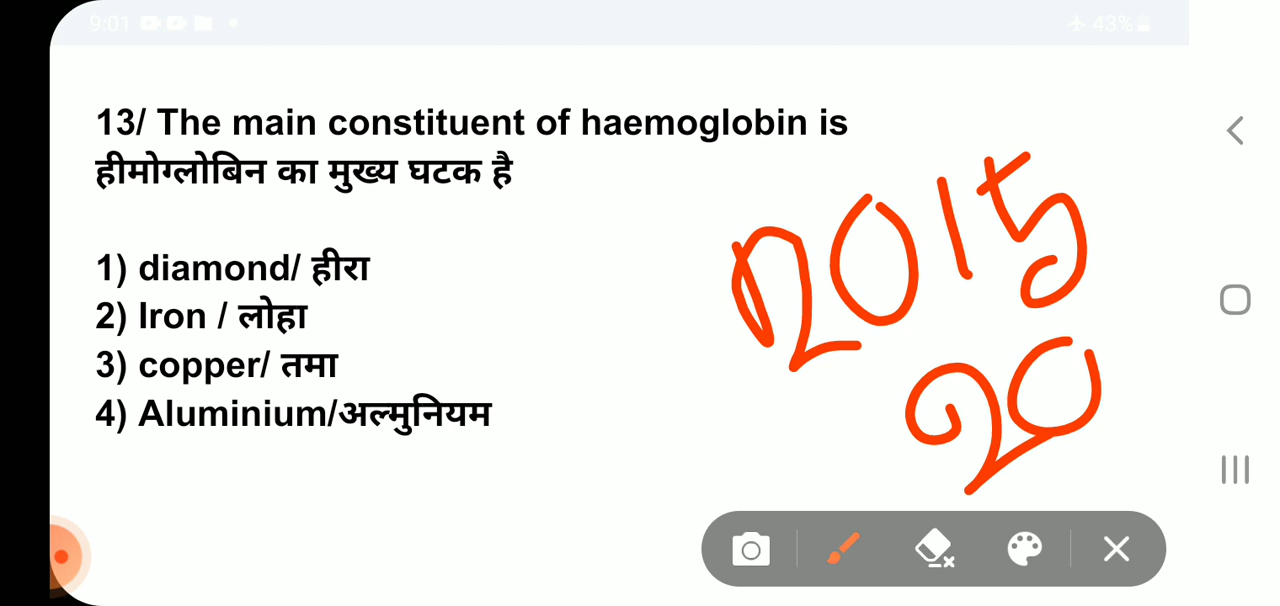 9:01
43%
13/ The main constituent of haemoglobin is
हीमोग्लोबिन का मुख्य घटक है
1) diamond/ हीरा
2) Iron / लोहा
3) copper/ तमा
4) Aluminium/अल्मुनियम
2015
20